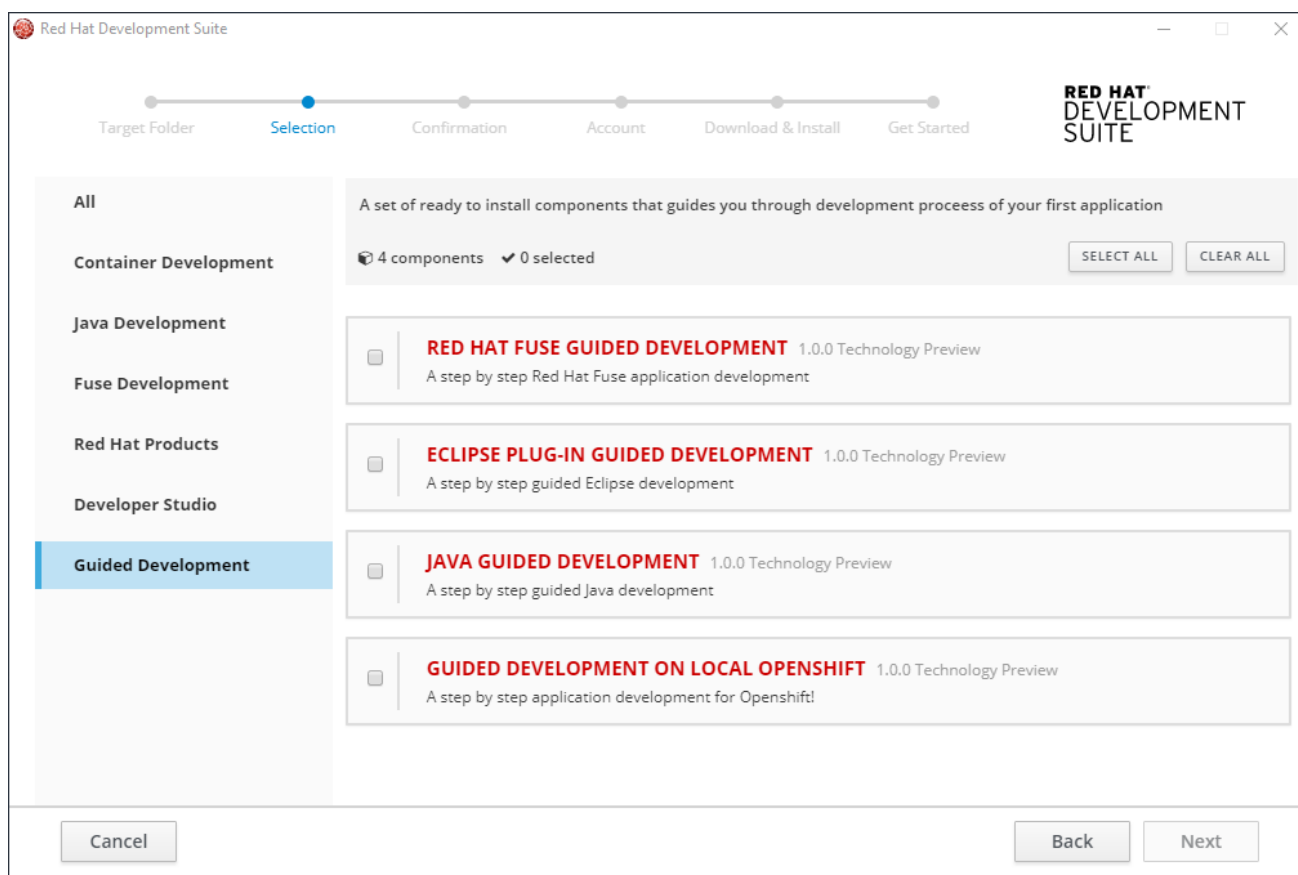 Red Hat Development Suite
Target Folder
Selection
Confirmation
Account
Download & Install
Get Started
RED HAT®
DEVELOPMENT
SUITE
All
Container Development
Java Development
Fuse Development
Red Hat Products
Developer Studio
Guided Development
A set of ready to install components that guides you through development proceess of your first application
4 components 0 selected
SELECT ALL
CLEAR ALL
RED HAT FUSE GUIDED DEVELOPMENT 1.0.0 Technology Preview
A step by step Red Hat Fuse application development
ECLIPSE PLUG-IN GUIDED DEVELOPMENT 1.0.0 Technology Preview
A step by step guided Eclipse development
JAVA GUIDED DEVELOPMENT 1.0.0 Technology Preview
A step by step guided Java development
GUIDED DEVELOPMENT ON LOCAL OPENSHIFT 1.0.0 Technology Preview
A step by step application development for Openshift!
Cancel
Back
Next